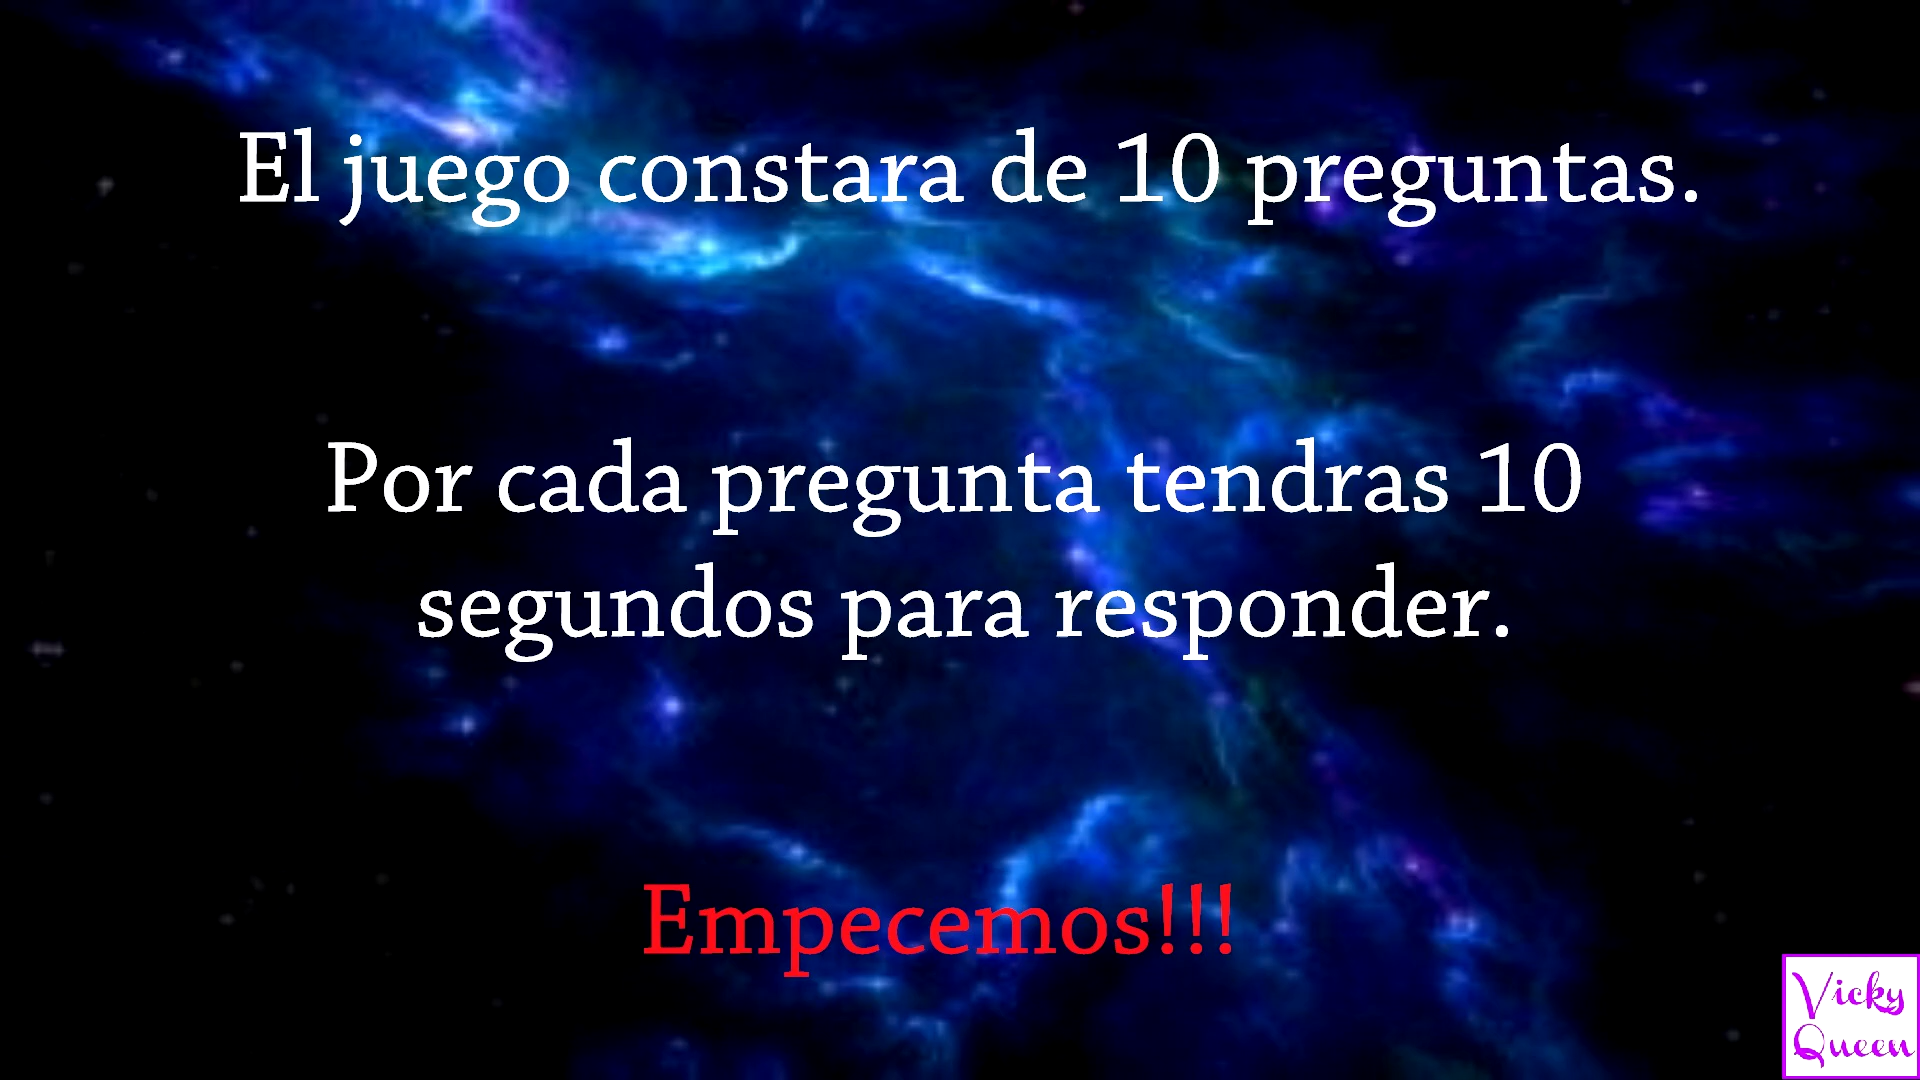 El juego constara de 10 preguntas.
Por cada pregunta tendras 10
segundos para responder.
Empecemos!!!
Vicky
Queen